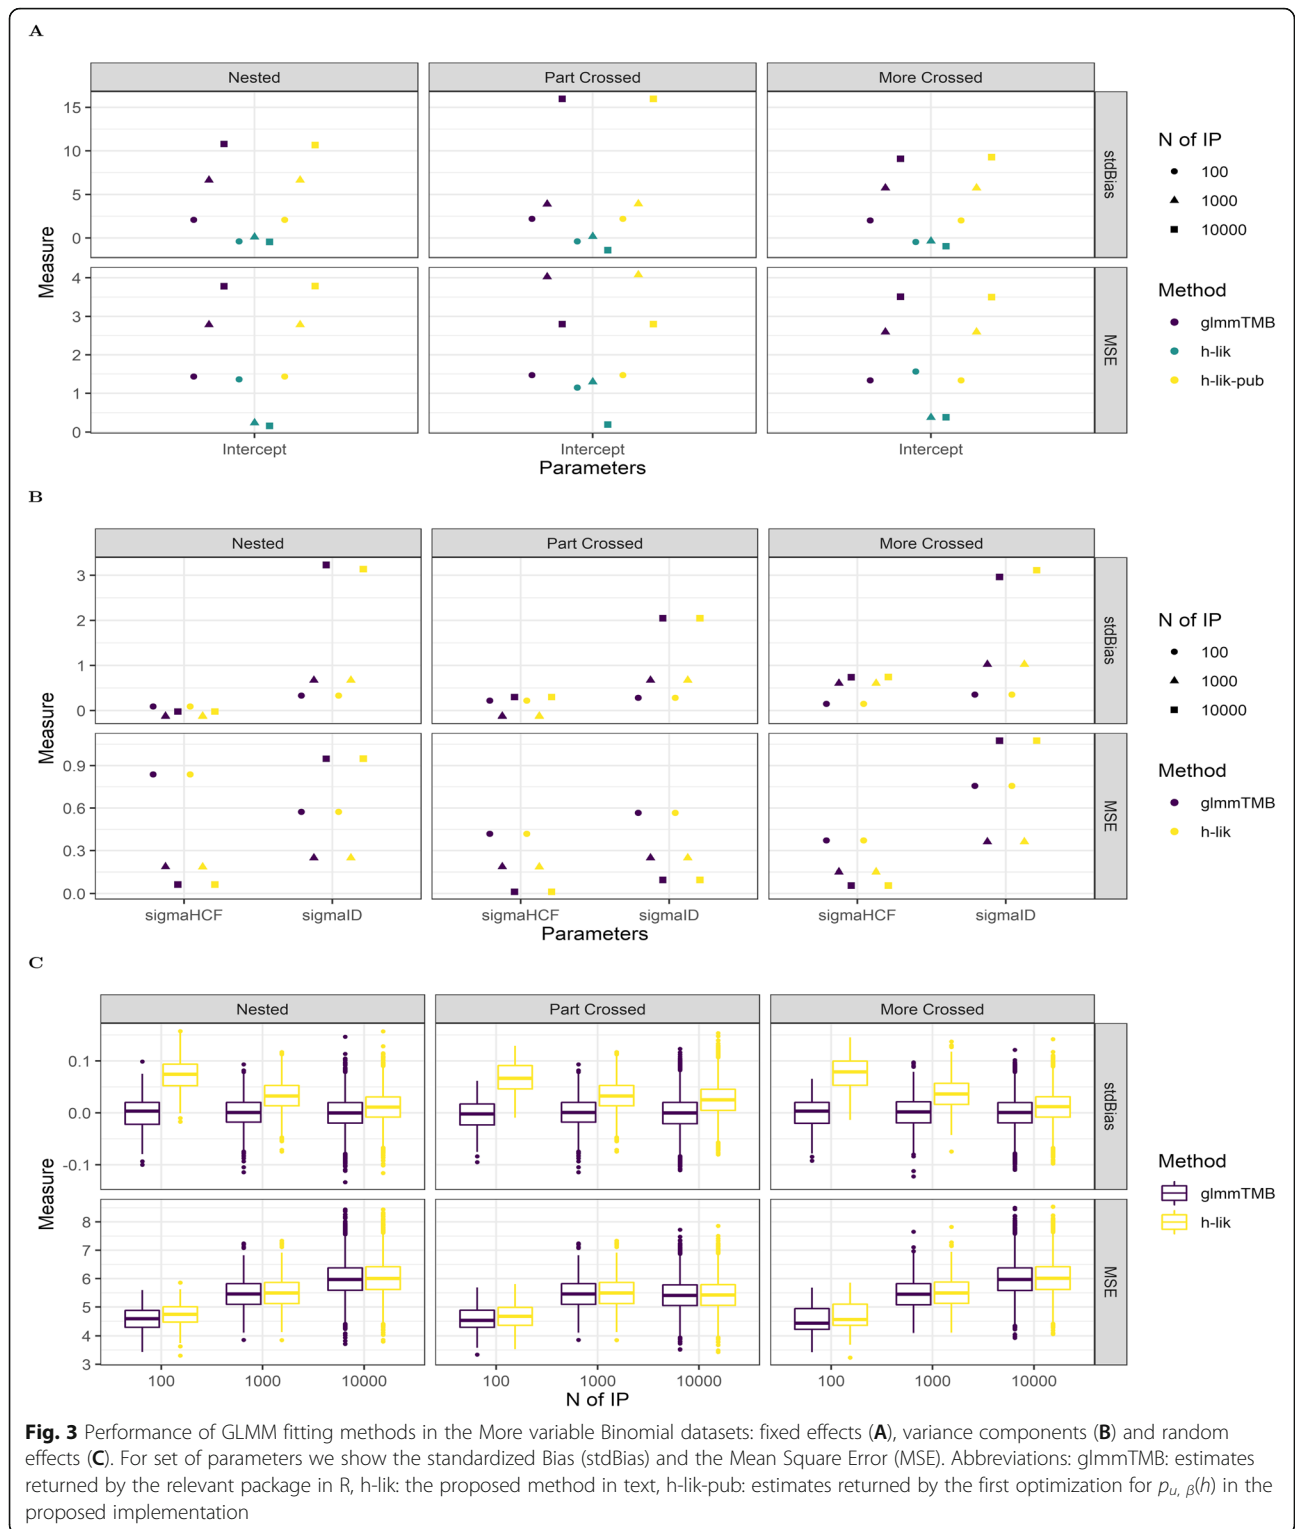 A
Nested Part Crossed More Crossed
15
10
5
0
stdBias
4
3
2
1
0
MSE
Measure
Intercept Intercept Intercept
Parameters
N of IP
100
1000
10000
Method
glmmTMB
h-lik
h-lik-pub
B
Nested Part Crossed More Crossed
3
2
1
0
stdBias
0.9
0.6
0.3
0.0
MSE
Measure
sigmaHCF sigmaID sigmaHCF sigmaID sigmaHCF sigmaID
Parameters
N of IP
100
1000
10000
Method
glmmTMB
h-lik
C
Nested Part Crossed More Crossed
0.1
0.0
-0.1
stdBias
8
7
6
5
4
3
MSE
Measure
100 1000 10000 100 1000 10000 100 1000 10000
N of IP
Method
glmmTMB
h-lik
Fig. 3 Performance of GLMM fitting methods in the More variable Binomial datasets: fixed effects (A), variance components (B) and random
effects (C). For set of parameters we show the standardized Bias (stdBias) and the Mean Square Error (MSE). Abbreviations: glmmTMB: estimates
returned by the relevant package in R, h-lik: the proposed method in text, h-lik-pub: estimates returned by the first optimization for p_{u, β}(h) in the
proposed implementation